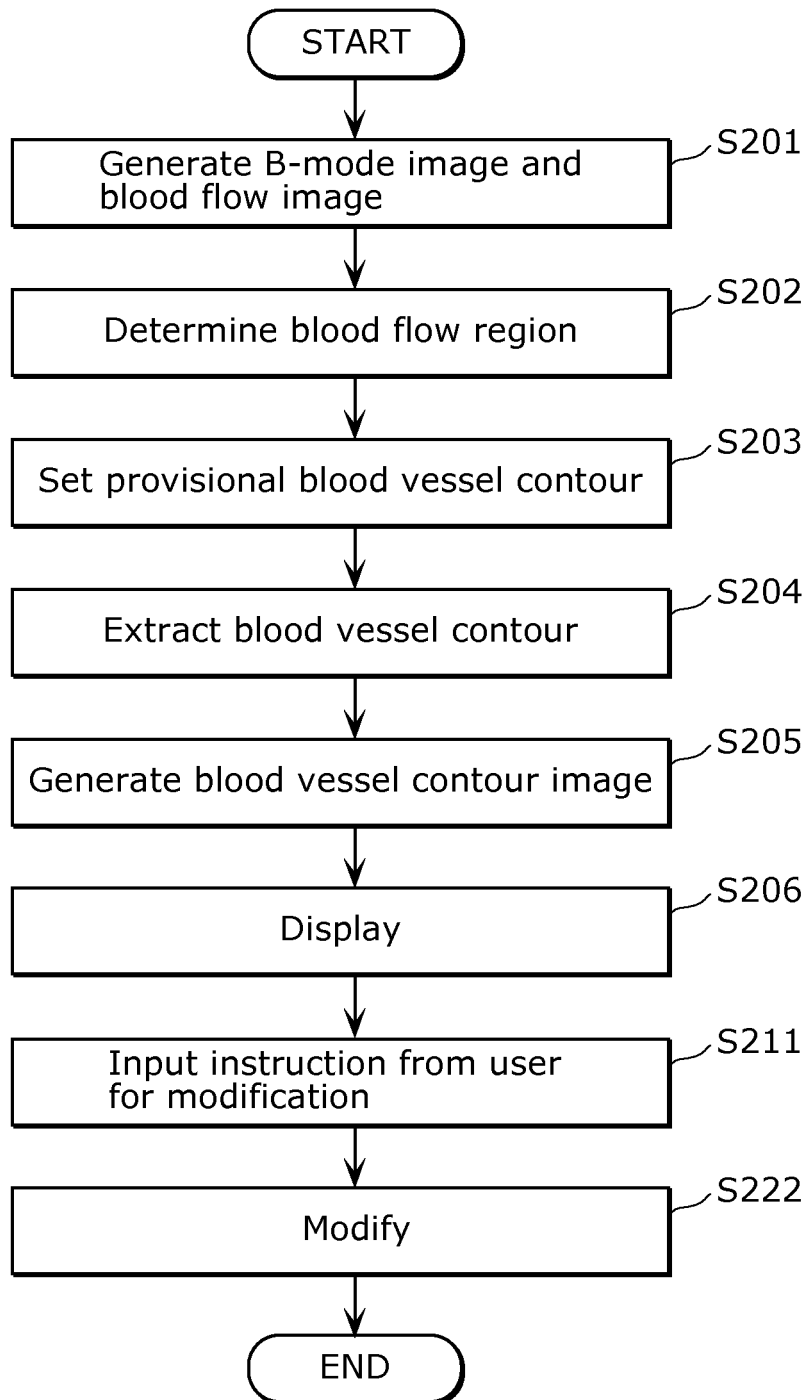 START
S201
Generate B-mode image and
blood flow image
S202
Determine blood flow region
S203
Set provisional blood vessel contour
S204
Extract blood vessel contour
S205
Generate blood vessel contour image
S206
Display
S211
Input instruction from user
for modification
S222
Modify
END